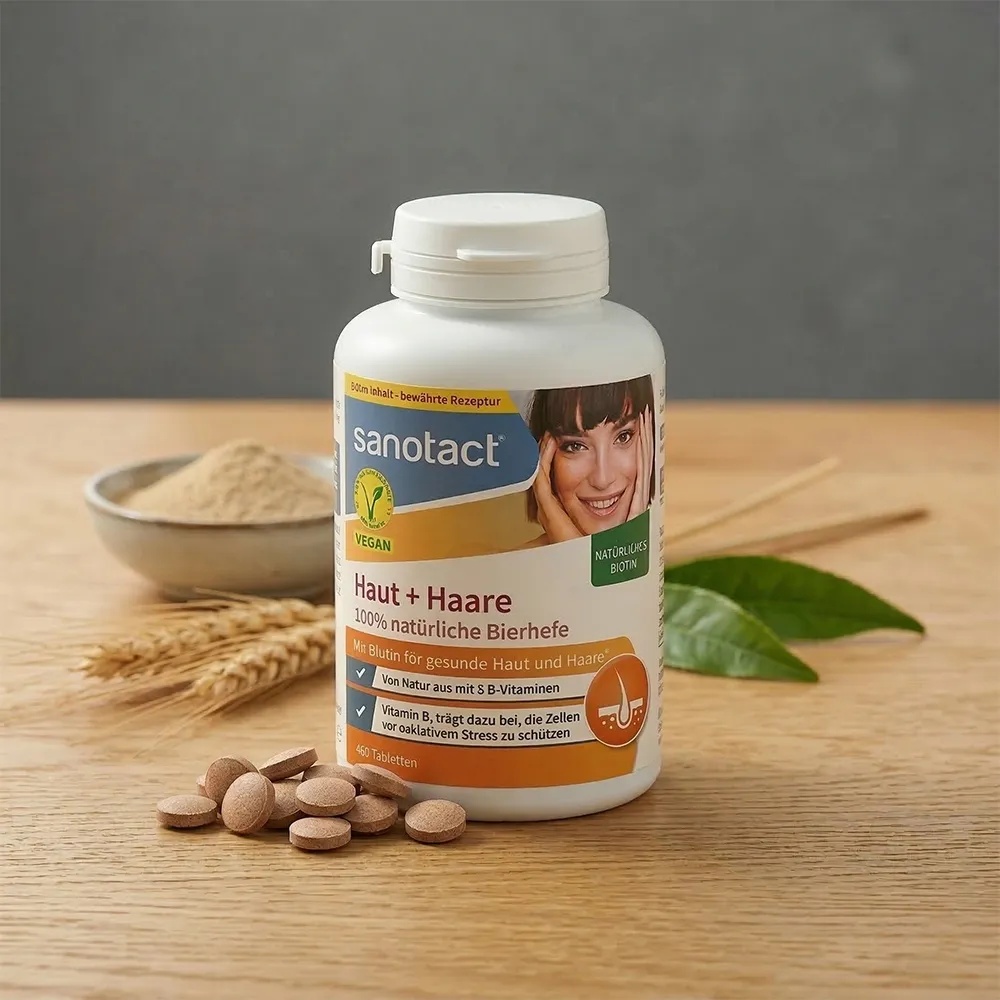 inhalt - bewährte Rezeptur
sanotact®
VEGAN
NATÜRLICHES
BIOTIN
Haut + Haare
100% natürliche Bierhefe
Mit Blutin för gesunde Haut und Haare
Von Natur aus mit 8 B-Vitaminen
Vitamin B, trägt dazu bei, die Zellen
vor oaklativem Stress zu schützen
460 Tabletten